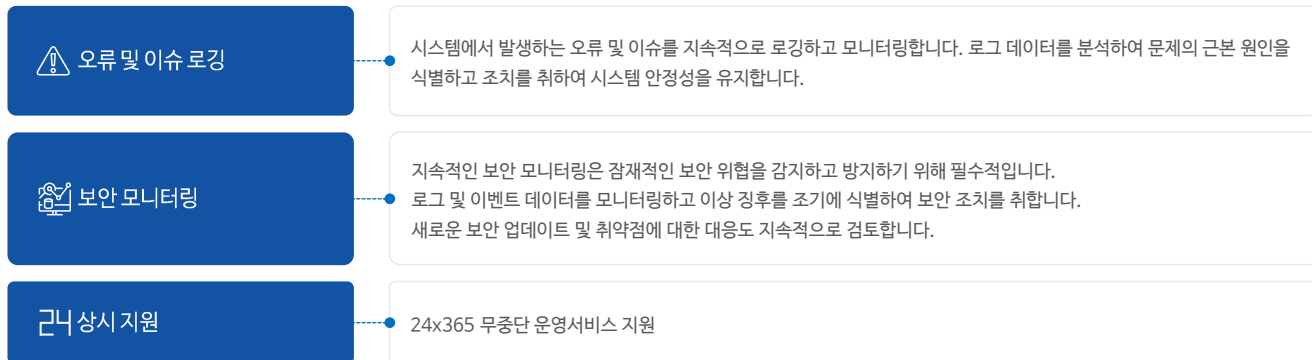 오류 및 이슈 로깅
시스템에서 발생하는 오류 및 이슈를 지속적으로 로깅하고 모니터링합니다. 로그 데이터를 분석하여 문제의 근본 원인을
식별하고 조치를 취하여 시스템 안정성을 유지합니다.
보안 모니터링
지속적인 보안 모니터링은 잠재적인 보안 위협을 감지하고 방지하기 위해 필수적입니다.
로그 및 이벤트 데이터를 모니터링하고 이상 징후를 조기에 식별하여 보안 조치를 취합니다.
새로운 보안 업데이트 및 취약점에 대한 대응도 지속적으로 검토합니다.
24 상시 지원
24x365 무중단 운영서비스 지원